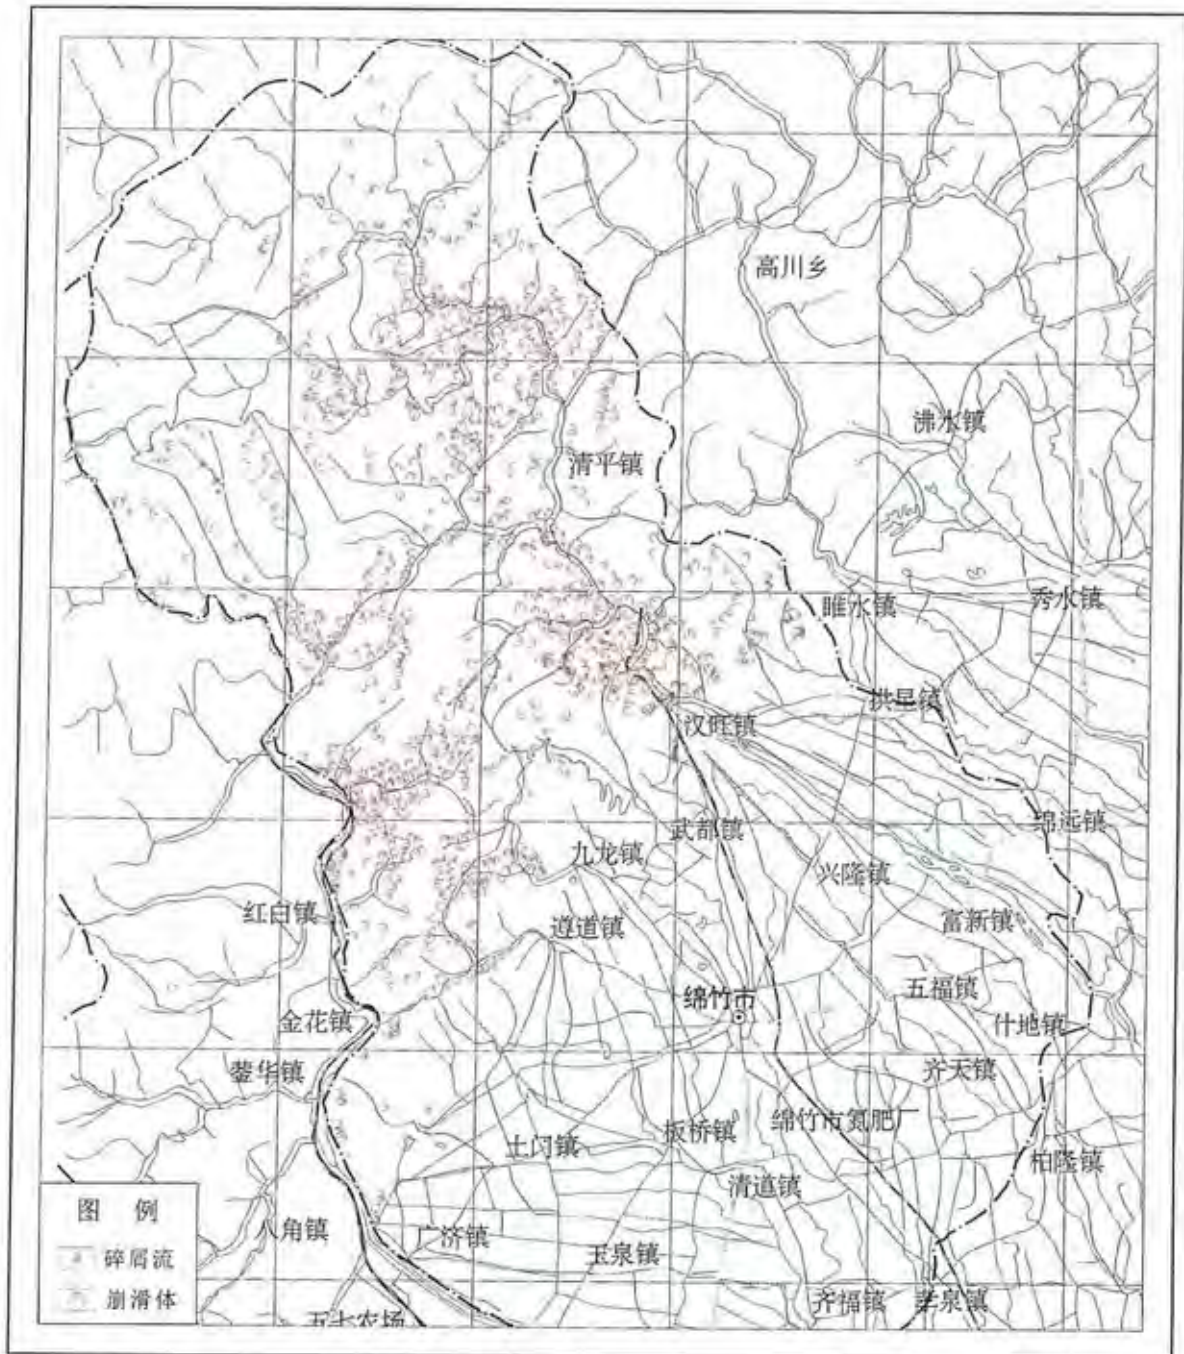 高川乡
沸水镇
清平镇
睢水镇
秀水镇
拱星镇
汉旺镇
绵远镇
武都镇
九龙镇
兴隆镇
红白镇
遵道镇
富新镇
五福镇
绵竹市
什地镇
金花镇
蓥华镇
齐天镇
绵竹市氮肥厂
板桥镇
土门镇
柏隆镇
清道镇
图 例
八角镇
广济镇
玉泉镇
碎屑流
崩滑体
齐福镇
孝泉镇
五七农场